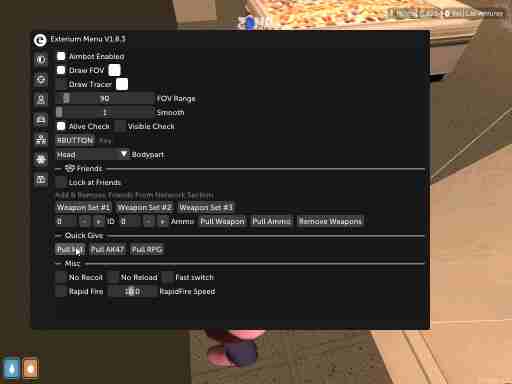 Exterium Menu V1.8.3
Aimbot Enabled
Draw FOV
Draw Tracer
90 FOV Range
1 Smooth
Alive Check Visible Check
RBUTTON Key
Head Bodypart
Friends
Lock at Friends
Add & Remove Friends From Network Section
Weapon Set #1 Weapon Set #2 Weapon Set #3
0 - + ID 0 - + Ammo Pull Weapon Pull Ammo Remove Weapons
Quick Give
Pull Pull AK47 Pull RPG
Misc
No Recoil No Reload Fast switch
Rapid Fire RapidFire Speed